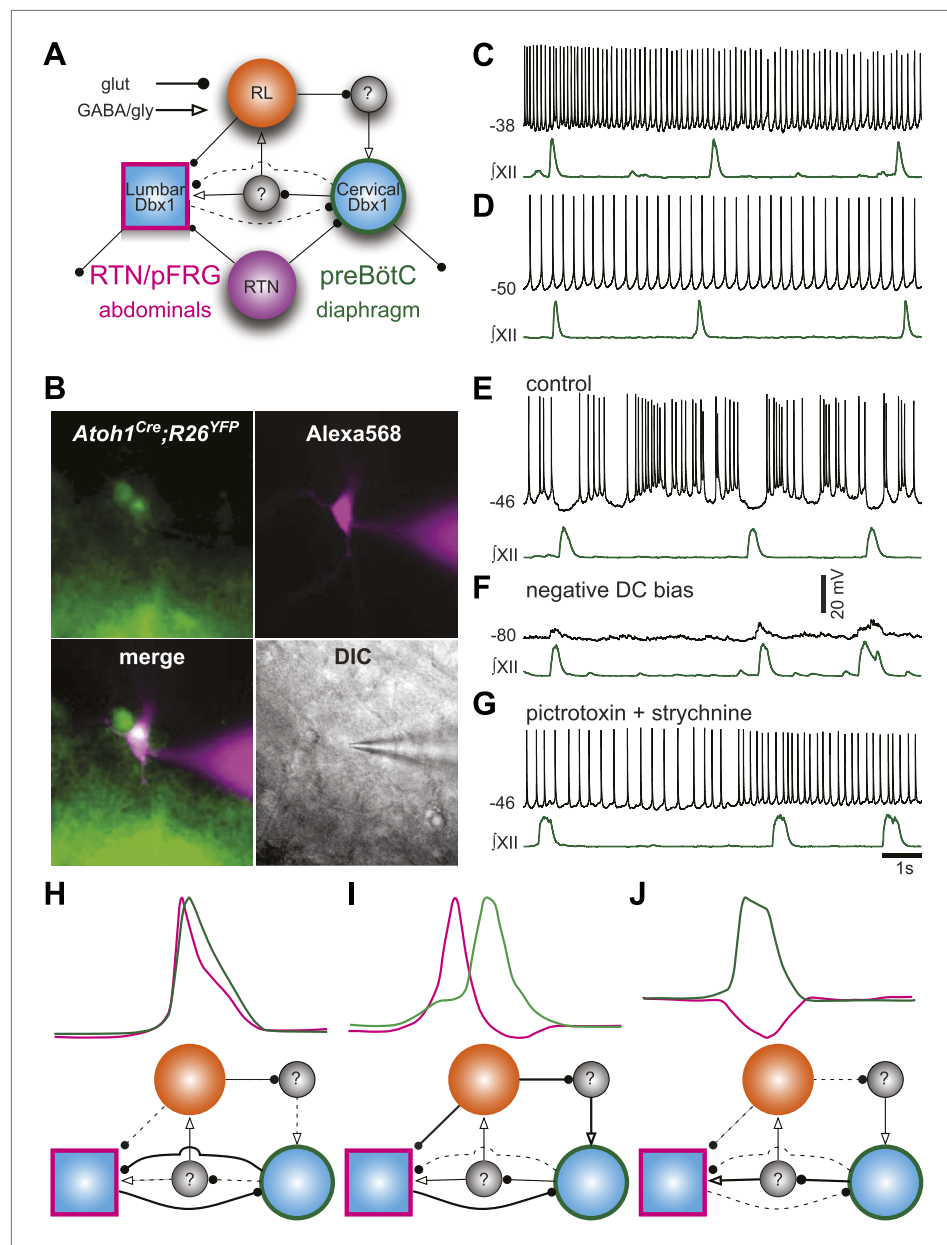 A
glut
GABA/gly
RL
?
Lumbar
Dbx1
?
Cervical
Dbx1
RTN/pFRG
abdominals
RTN
preBötC
diaphragm
B
Atoh1Cre;R26YFP
Alexa568
merge
DIC
C
-38
∫XII
D
-50
∫XII
E
control
-46
∫XII
F
negative DC bias
20 mV
-80
∫XII
G
pictrotoxin + strychnine
-46
∫XII
1s
H
I
J
?
?
?
?
?
?